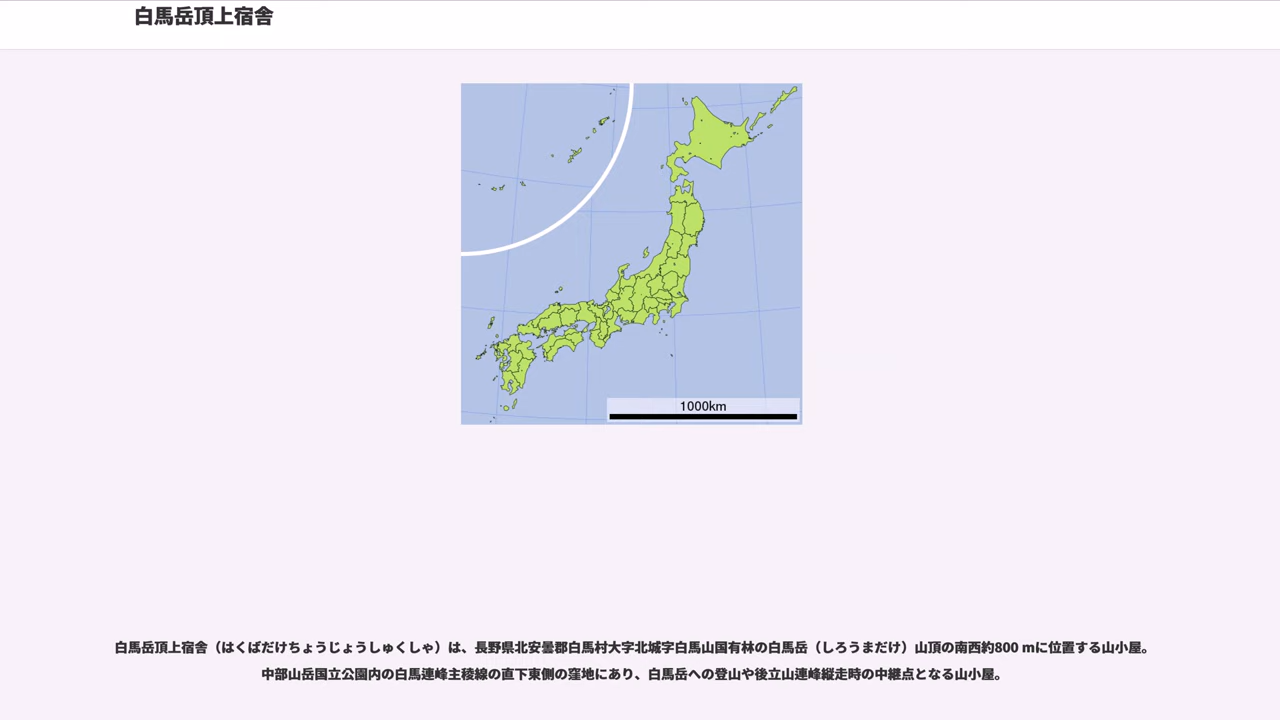 白馬岳頂上宿舎
1000km
白馬岳頂上宿舎（はくばだけちょうじょうしゅくしゃ）は、長野県北安曇郡白馬村大字北城字白馬山国有林の白馬岳（しろうまだけ）山頂の南西約800 mに位置する山小屋。
中部山岳国立公園内の白馬連峰主稜線の直下東側の窪地にあり、白馬岳への登山や後立山連峰縦走時の中継点となる山小屋。